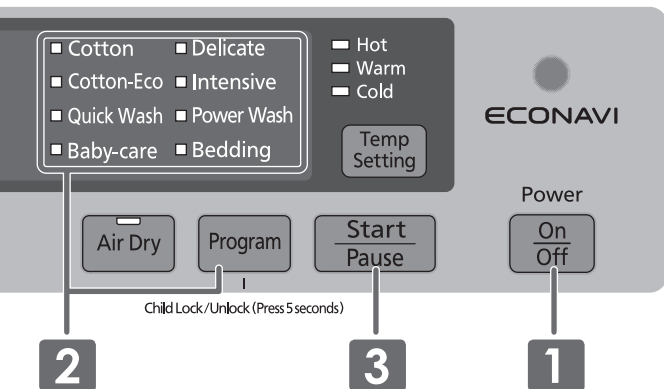 Cotton Delicate Hot
Cotton-Eco Intensive Warm
Quick Wash Power Wash Cold
Baby-care Bedding
ECONAVI
Temp
Setting
Power
Air Dry Program Start
Pause On
Off
Child Lock/Unlock (Press 5 seconds)
2 3 1